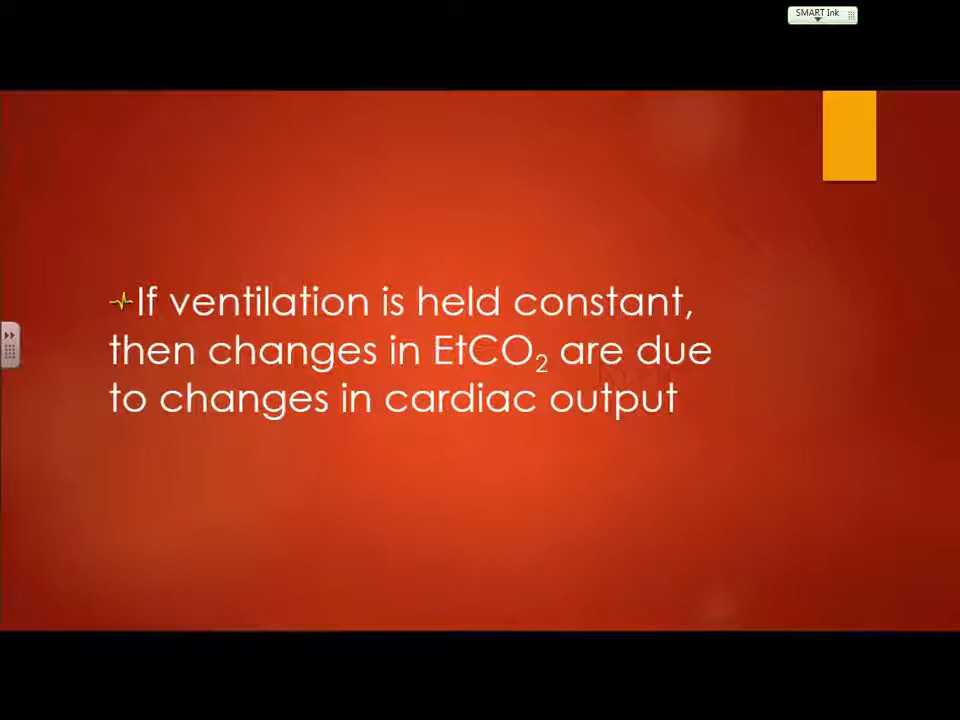 SMART Ink
If ventilation is held constant,
then changes in EtCO₂ are due
to changes in cardiac output